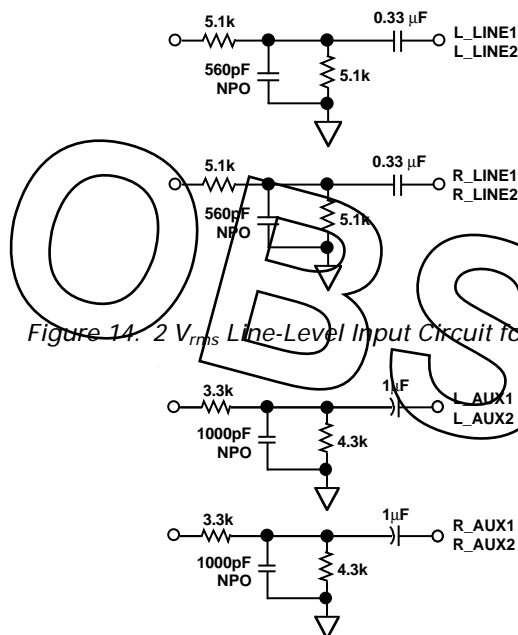 5.1k
0.33 µF
L_LINE1
L_LINE2
560pF
NPO
5.1k
5.1k
0.33 µF
R_LINE1
R_LINE2
560pF
NPO
5.1k
OBS
Figure 14. 2 Vrms Line-Level Input Circuit fo
3.3k
1µF
L_AUX1
L_AUX2
1000pF
NPO
4.3k
3.3k
1µF
R_AUX1
R_AUX2
1000pF
NPO
4.3k